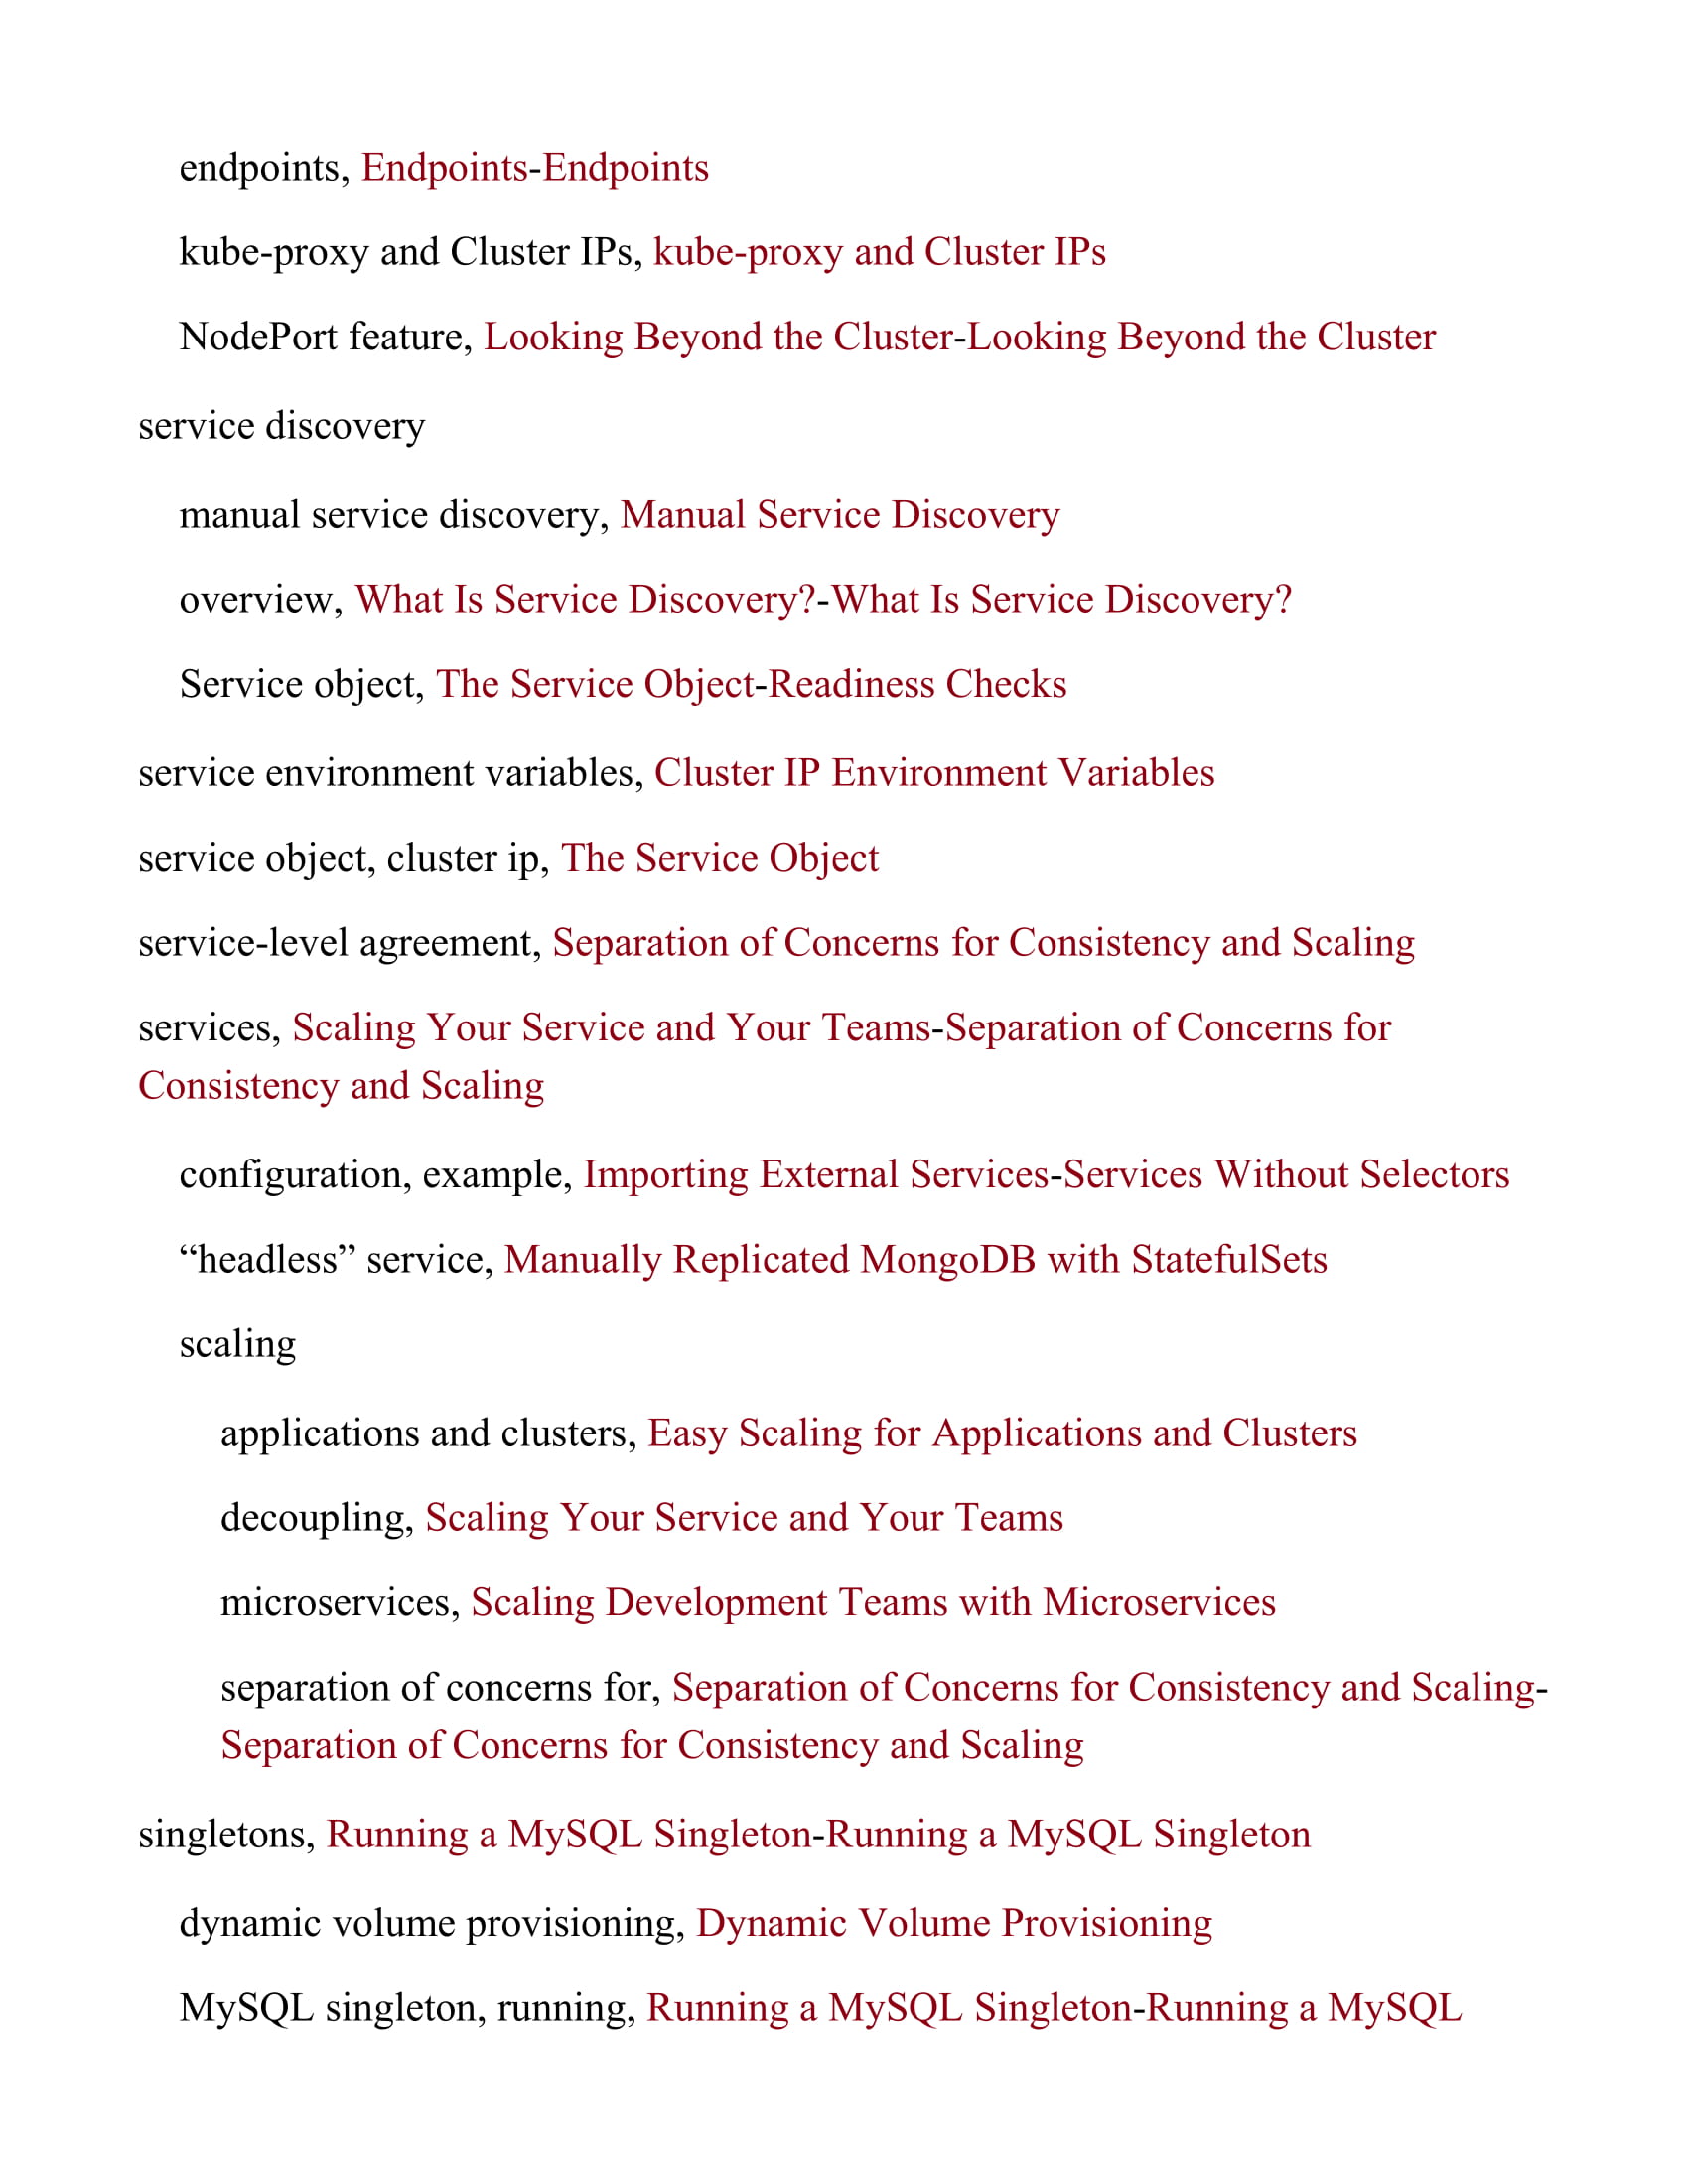 endpoints, Endpoints-Endpoints
kube-proxy and Cluster IPs, kube-proxy and Cluster IPs
NodePort feature, Looking Beyond the Cluster-Looking Beyond the Cluster
service discovery
manual service discovery, Manual Service Discovery
overview, What Is Service Discovery?-What Is Service Discovery?
Service object, The Service Object-Readiness Checks
service environment variables, Cluster IP Environment Variables
service object, cluster ip, The Service Object
service-level agreement, Separation of Concerns for Consistency and Scaling
services, Scaling Your Service and Your Teams-Separation of Concerns for
Consistency and Scaling
configuration, example, Importing External Services-Services Without Selectors
“headless” service, Manually Replicated MongoDB with StatefulSets
scaling
applications and clusters, Easy Scaling for Applications and Clusters
decoupling, Scaling Your Service and Your Teams
microservices, Scaling Development Teams with Microservices
separation of concerns for, Separation of Concerns for Consistency and Scaling-
Separation of Concerns for Consistency and Scaling
singletons, Running a MySQL Singleton-Running a MySQL Singleton
dynamic volume provisioning, Dynamic Volume Provisioning
MySQL singleton, running, Running a MySQL Singleton-Running a MySQL